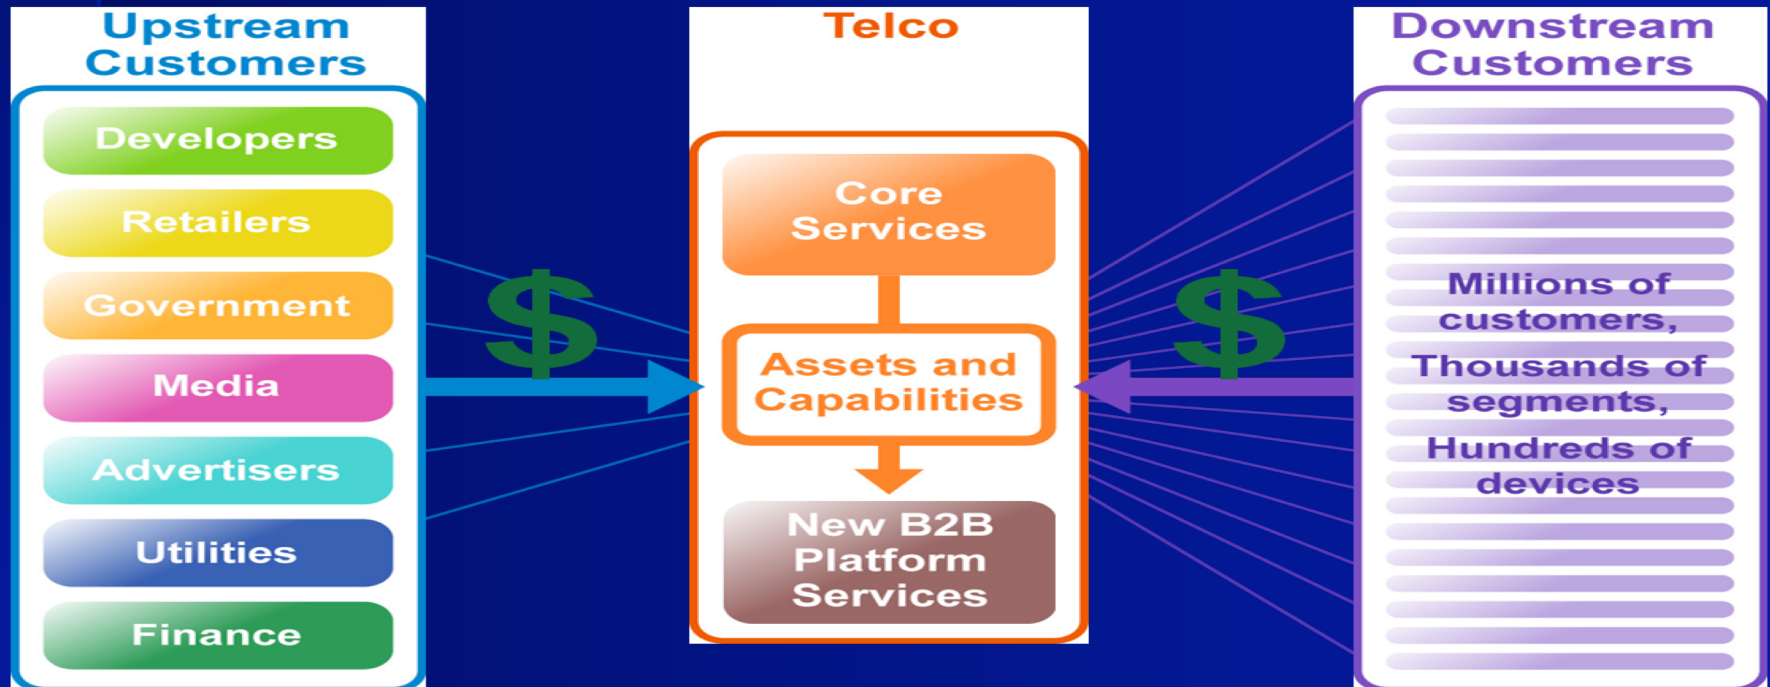 Upstream
Customers
Developers
Retailers
Government
Media
Advertisers
Utilities
Finance
$
Telco
Core
Services
Assets and
Capabilities
New B2B
Platform
Services
$
Downstream
Customers
Millions of
customers,
Thousands of
segments,
Hundreds of
devices